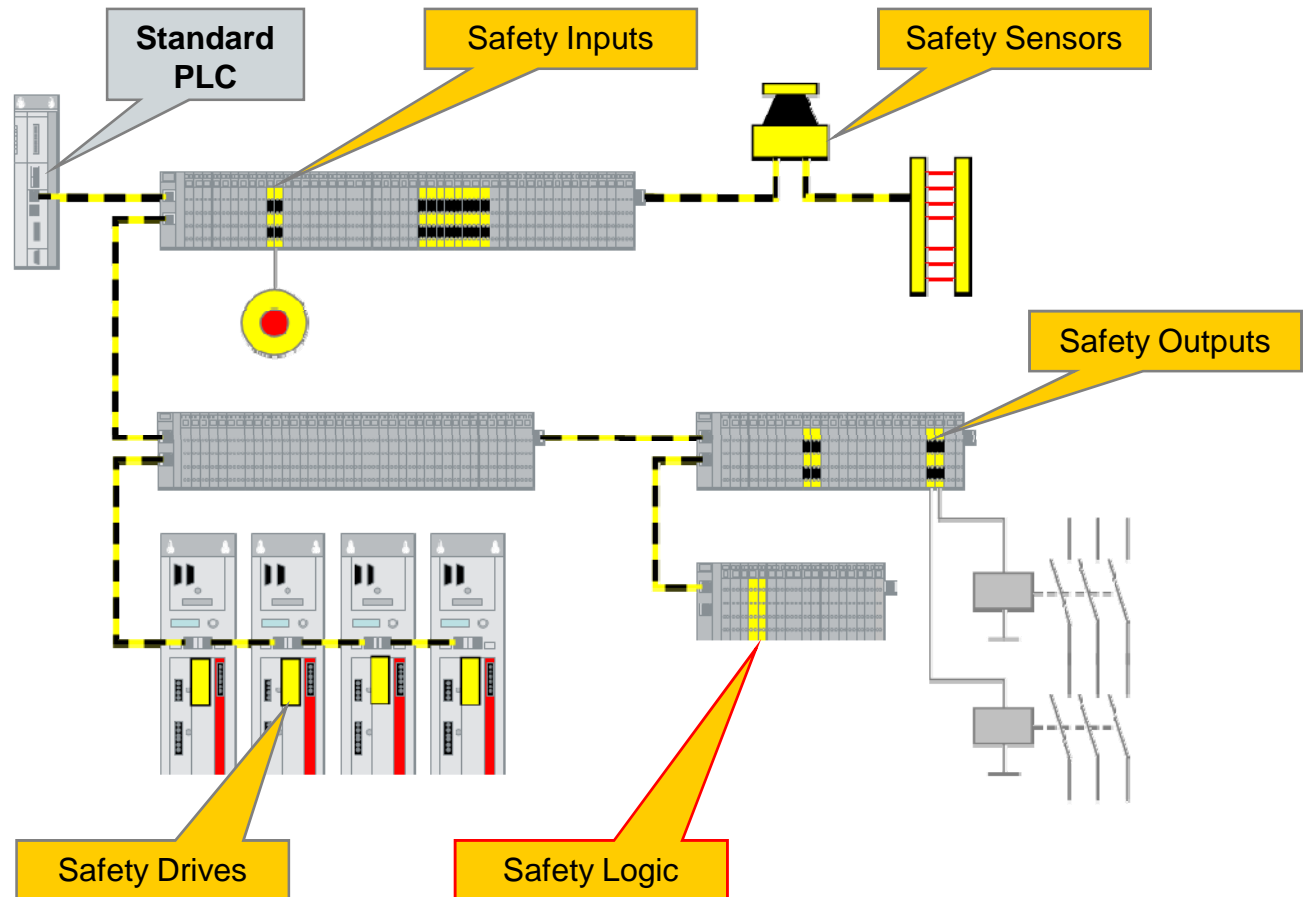 Standard
PLC
Safety Inputs
Safety Sensors
Safety Outputs
Safety Drives
Safety Logic